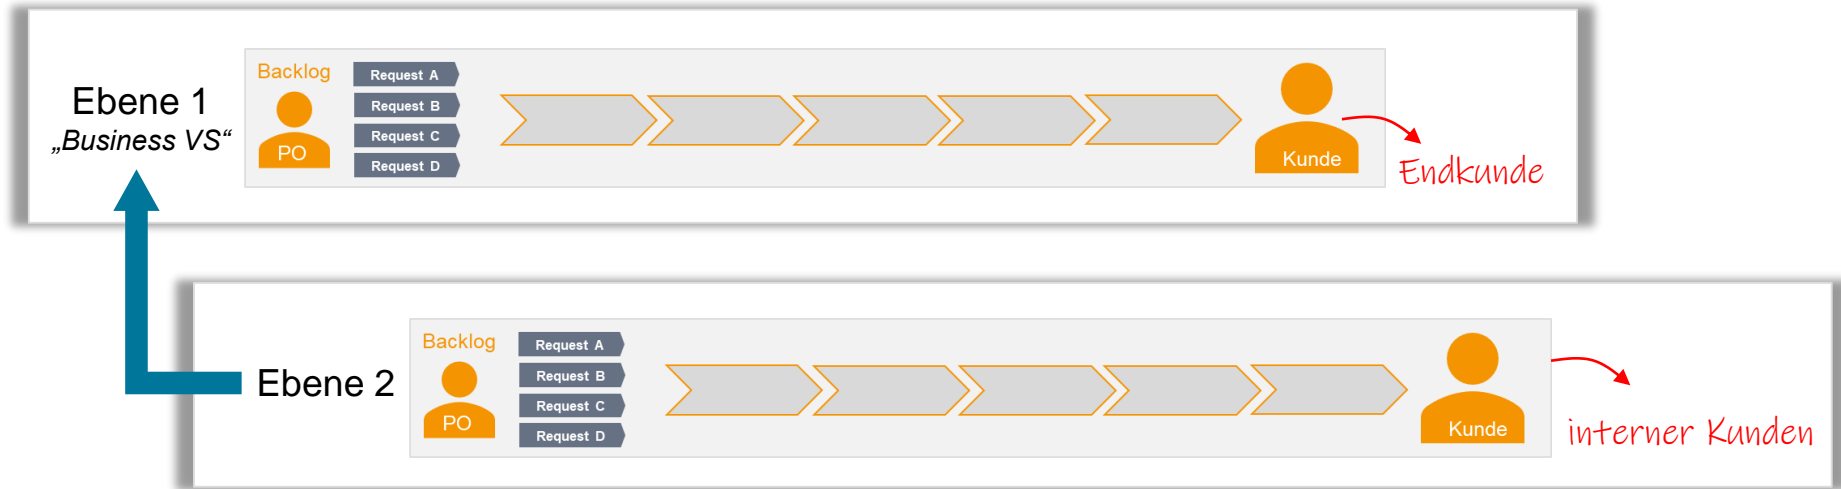 Ebene 1
„Business VS“
Backlog
PO
Request A
Request B
Request C
Request D
Kunde
Endkunde
Ebene 2
Backlog
PO
Request A
Request B
Request C
Request D
Kunde
interner Kunden